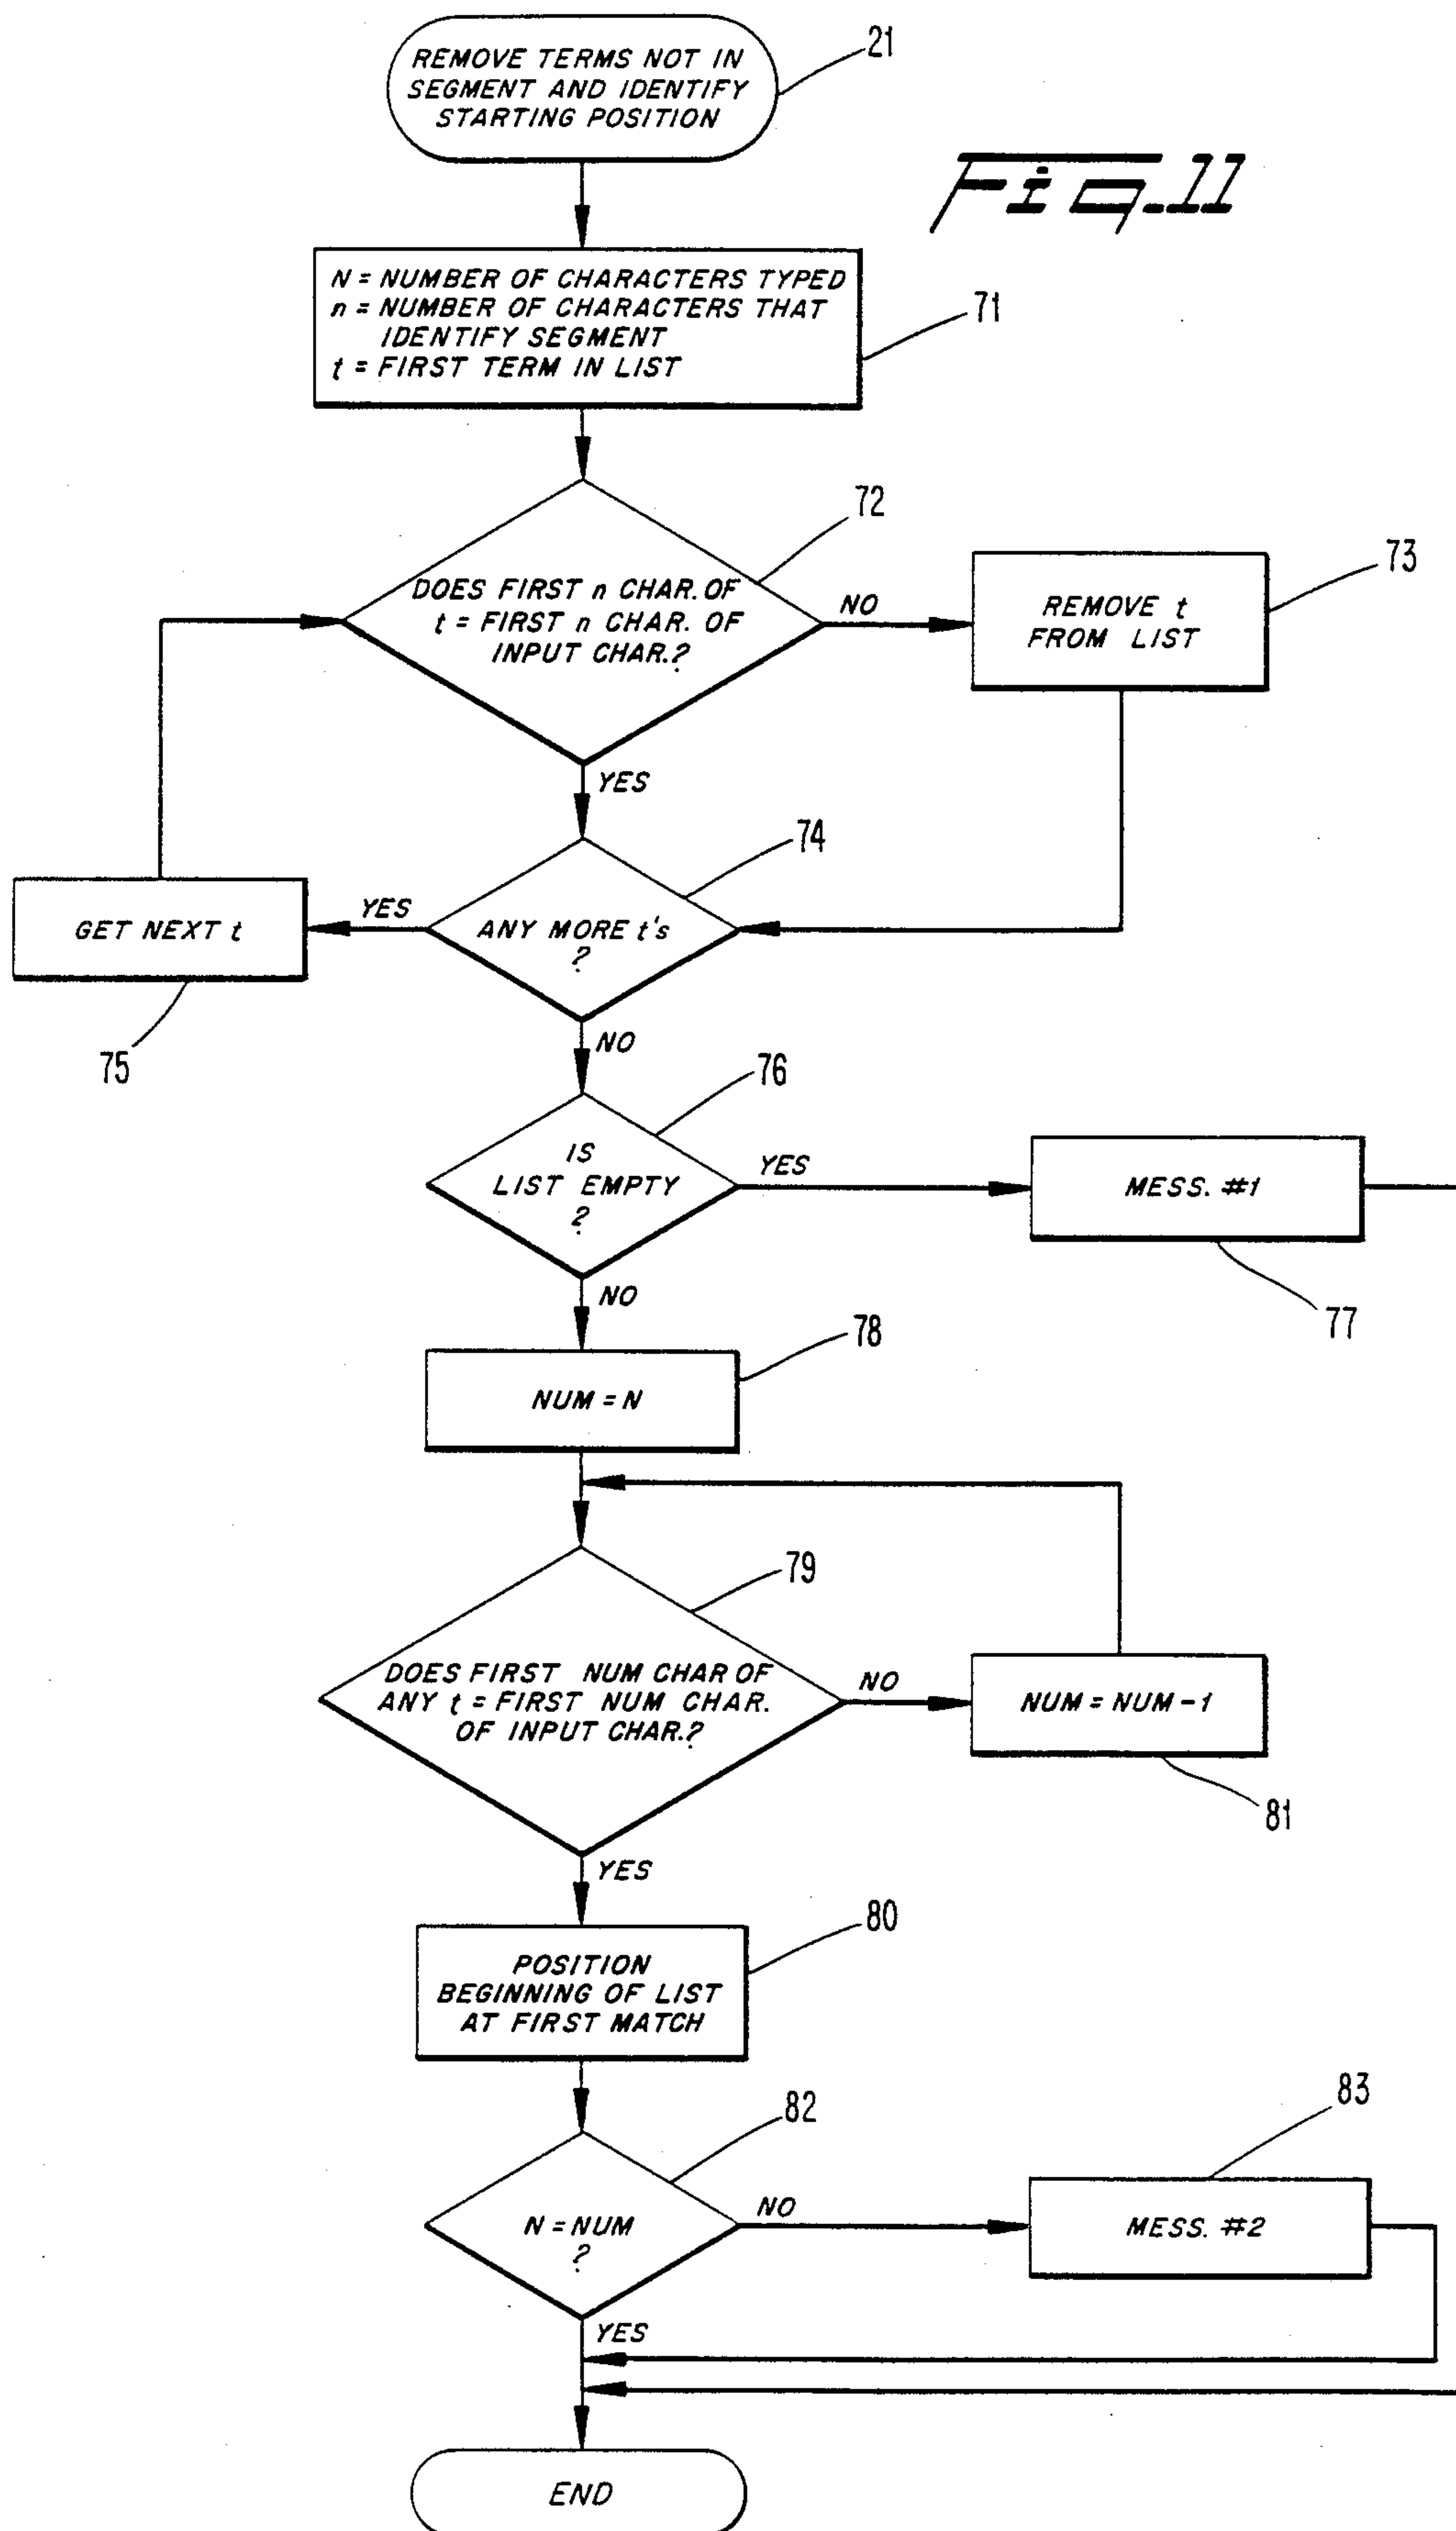 REMOVE TERMS NOT IN
SEGMENT AND IDENTIFY
STARTING POSITION
21
Fig. 11
N = NUMBER OF CHARACTERS TYPED
n = NUMBER OF CHARACTERS THAT
IDENTIFY SEGMENT
t = FIRST TERM IN LIST
71
72
DOES FIRST n CHAR. OF
t = FIRST n CHAR. OF
INPUT CHAR.?
NO
73
REMOVE t
FROM LIST
YES
74
ANY MORE t's
?
YES
GET NEXT t
75
NO
76
IS
LIST EMPTY
?
YES
MESS. #1
77
NO
78
NUM = N
79
DOES FIRST NUM CHAR OF
ANY t = FIRST NUM CHAR.
OF INPUT CHAR.?
NO
NUM = NUM - 1
81
YES
80
POSITION
BEGINNING OF LIST
AT FIRST MATCH
82
N = NUM
?
NO
83
MESS. #2
YES
END